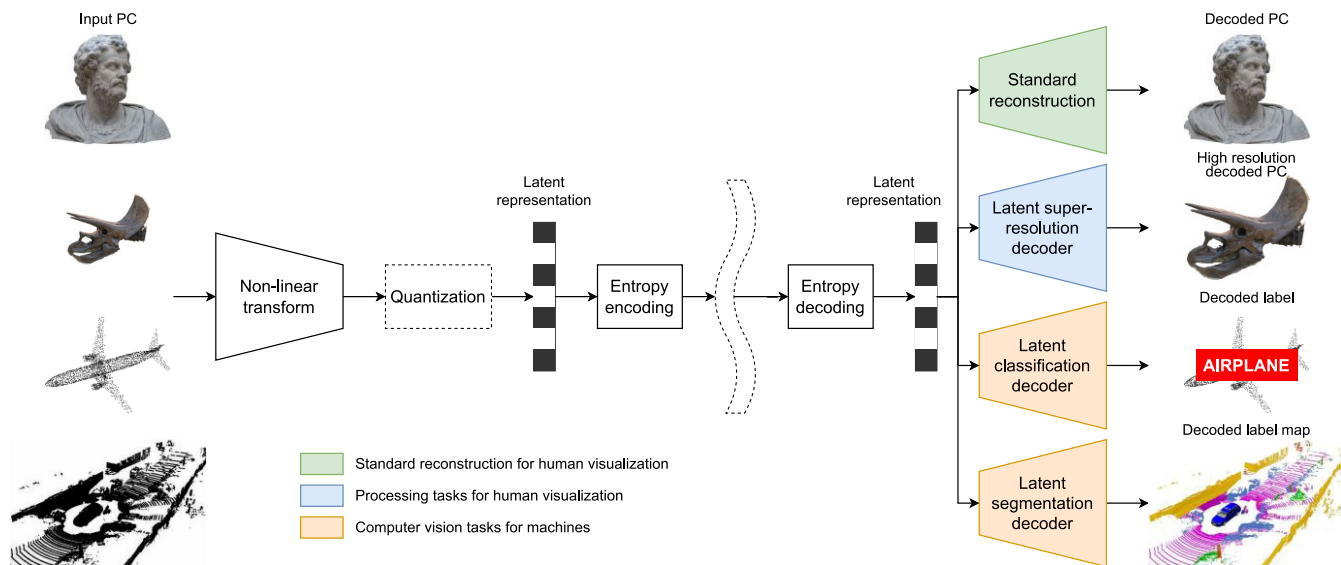 Input PC
Non-linear
transform
Quantization
Latent
representation
Entropy
encoding
Entropy
decoding
Latent
representation
Standard
reconstruction
Decoded PC
Latent super-
resolution
decoder
High resolution
decoded PC
Latent
classification
decoder
Decoded label
AIRPLANE
Latent
segmentation
decoder
Decoded label map
Standard reconstruction for human visualization
Processing tasks for human visualization
Computer vision tasks for machines